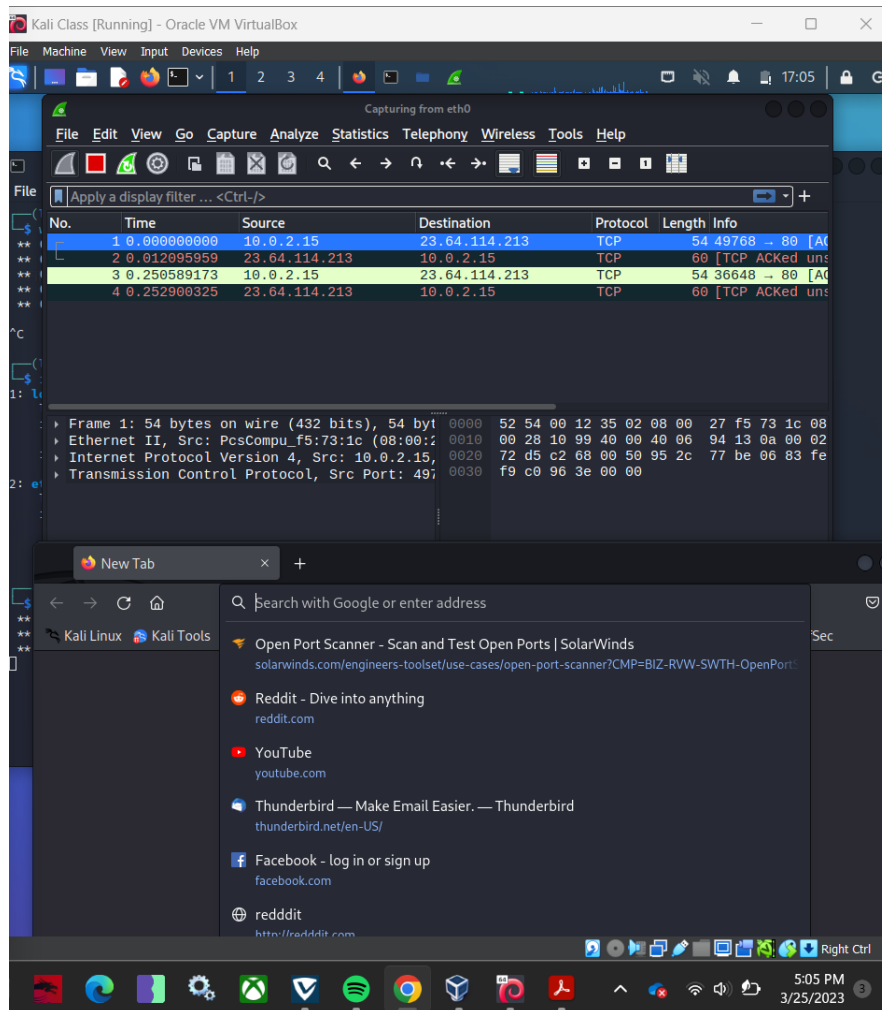 Kali Class [Running] - Oracle VM VirtualBox
File Machine View Input Devices Help
1 2 3 4 17:05 G
Capturing from eth0
File Edit View Go Capture Analyze Statistics Telephony Wireless Tools Help
File
Apply a display filter ... <Ctrl-/>
No. Time Source Destination Protocol Length Info
1 0.000000000 10.0.2.15 23.64.114.213 TCP 54 49768 → 80 [AC
2 0.012095959 23.64.114.213 10.0.2.15 TCP 60 [TCP ACKed uns
3 0.250589173 10.0.2.15 23.64.114.213 TCP 54 36648 → 80 [AC
4 0.252900325 23.64.114.213 10.0.2.15 TCP 60 [TCP ACKed uns
^C
1: lo
2: et
Frame 1: 54 bytes on wire (432 bits), 54 byt
Ethernet II, Src: PcsCompu_f5:73:1c (08:00:2
Internet Protocol Version 4, Src: 10.0.2.15,
Transmission Control Protocol, Src Port: 497
0000 52 54 00 12 35 02 08 00 27 f5 73 1c 08
0010 00 28 10 99 40 00 40 06 94 13 0a 00 02
0020 72 d5 c2 68 00 50 95 2c 77 be 06 83 fe
0030 f9 c0 96 3e 00 00
New Tab
Search with Google or enter address
Kali Linux Kali Tools Sec
Open Port Scanner - Scan and Test Open Ports | SolarWinds
solarwinds.com/engineers-toolset/use-cases/open-port-scanner?CMP=BIZ-RVW-SWTH-OpenPortS
Reddit - Dive into anything
reddit.com
YouTube
youtube.com
Thunderbird — Make Email Easier. — Thunderbird
thunderbird.net/en-US/
Facebook - log in or sign up
facebook.com
redddit
http://redddit.com
Right Ctrl
5:05 PM
3/25/2023
3